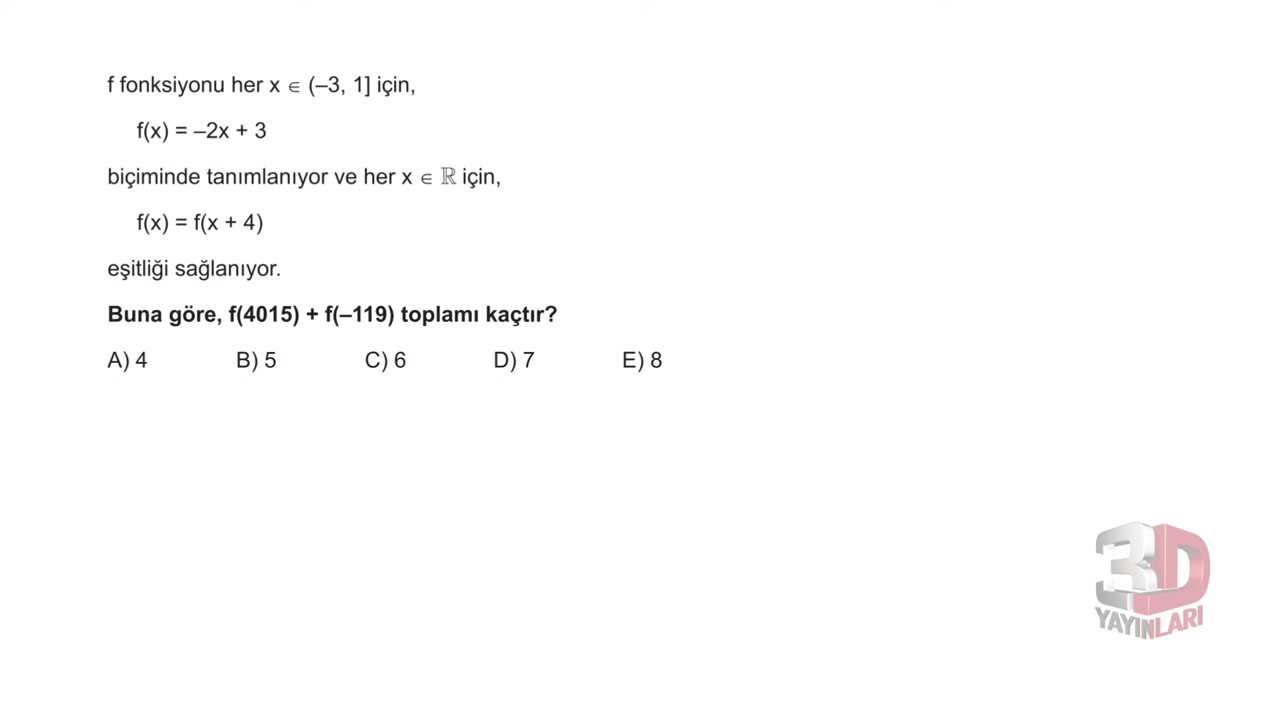 f fonksiyonu her x ∈ (–3, 1] için,
f(x) = –2x + 3
biçiminde tanımlanıyor ve her x ∈ ℝ için,
f(x) = f(x + 4)
eşitliği sağlanıyor.
Buna göre, f(4015) + f(–119) toplamı kaçtır?
A) 4 B) 5 C) 6 D) 7 E) 8
3D
YAYINLARI